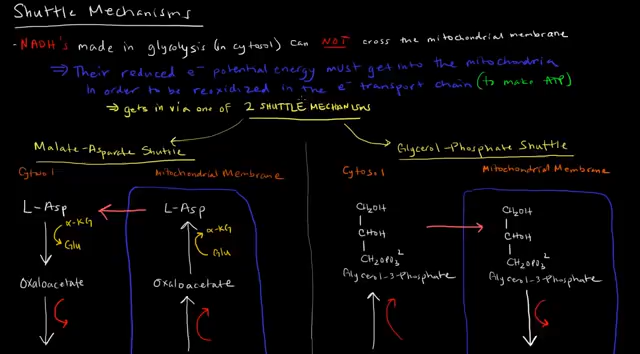 Shuttle Mechanisms
- NADH's made in glycolysis (in cytosol) can NOT cross the mitochondrial membrane
⇒ Their reduced e⁻ potential energy must get into the mitochondria
in order to be reoxidized in the e⁻ transport chain (to make ATP)
⇒ gets in via one of 2 SHUTTLE MECHANISMS
Malate-Asparate Shuttle
Cytosol
Mitochondrial Membrane
L-Asp
L-Asp
α-KG
Glu
α-KG
Glu
Oxaloacetate
Oxaloacetate
Glycerol-Phosphate Shuttle
Cytosol
Mitochondrial Membrane
CH₂OH
CHOH
CH₂OPO₃²
Glycerol-3-Phosphate
CH₂OH
CHOH
CH₂OPO₃²
Glycerol-3-Phosphate